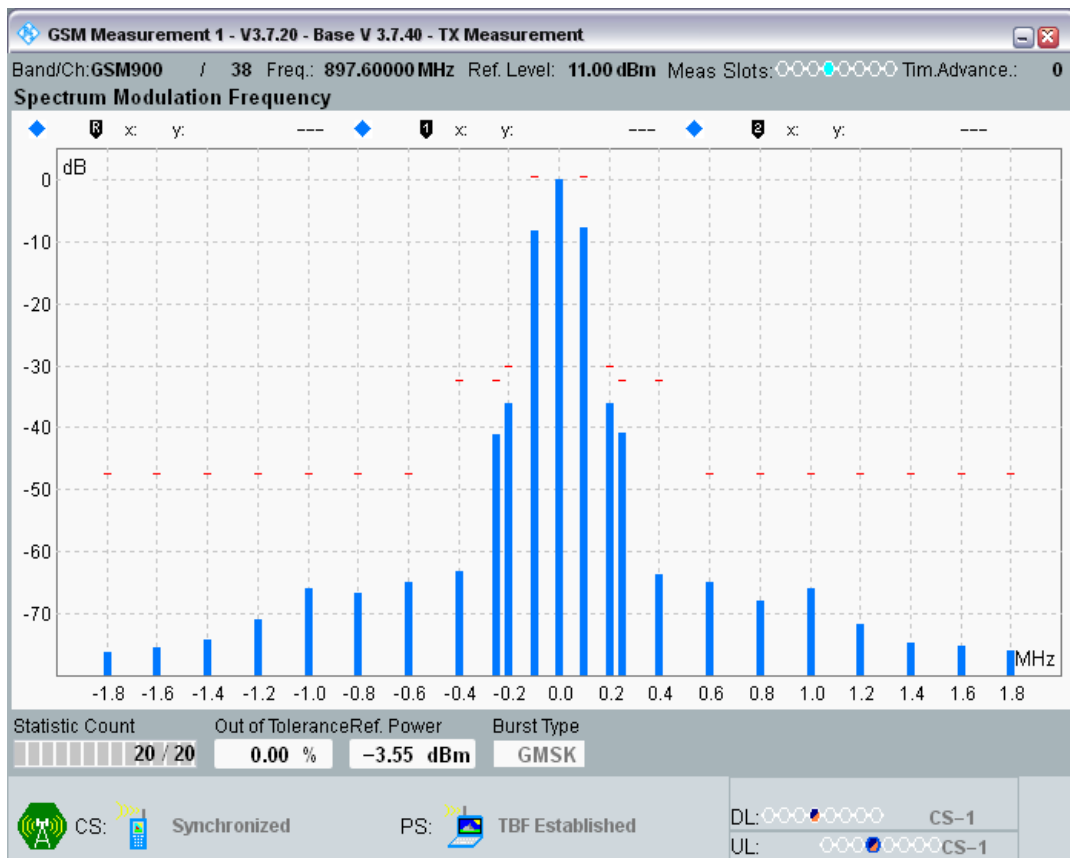 GSM Measurement 1 - V3.7.20 - Base V 3.7.40 - TX Measurement
Band/Ch:GSM900 / 38 Freq.: 897.60000 MHz Ref. Level: 11.00 dBm Meas Slots: Tim.Advance.: 0
Spectrum Modulation Frequency
R x: y: --- 1 x: y: --- 2 x: y: ---
dB
0
-10
-20
-30
-40
-50
-60
-70
MHz
-1.8 -1.6 -1.4 -1.2 -1.0 -0.8 -0.6 -0.4 -0.2 0.0 0.2 0.4 0.6 0.8 1.0 1.2 1.4 1.6 1.8
Statistic Count Out of Tolerance Ref. Power Burst Type
20 / 20 0.00 % −3.55 dBm GMSK
CS: Synchronized PS: TBF Established
DL: CS−1
UL: CS−1